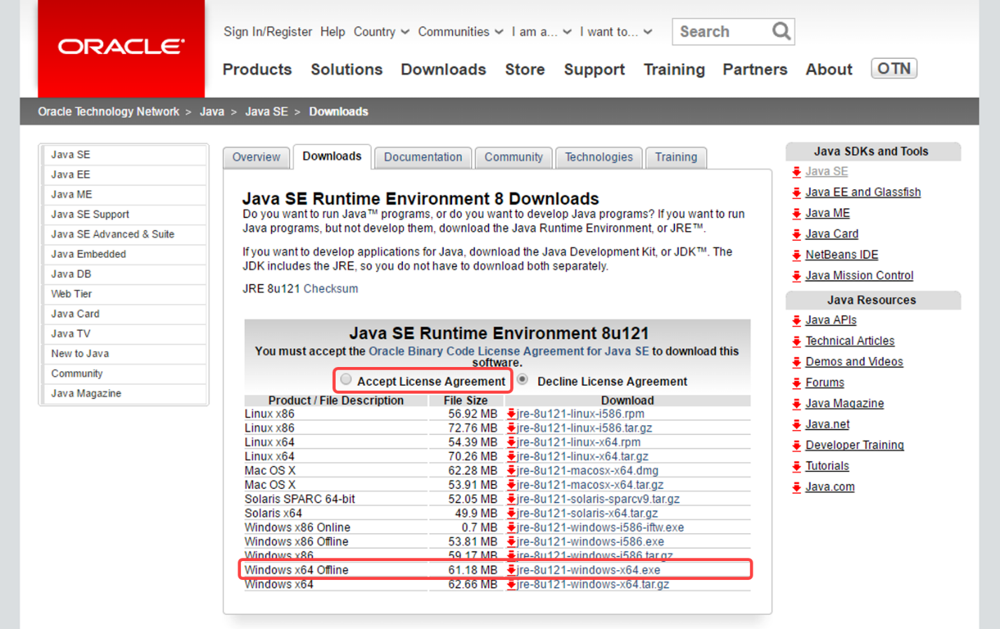 ORACLE
Sign In/Register Help Country Communities I am a... I want to... Search
Products Solutions Downloads Store Support Training Partners About OTN
Oracle Technology Network > Java > Java SE > Downloads
Java SE
Java EE
Java ME
Java SE Support
Java SE Advanced & Suite
Java Embedded
Java DB
Web Tier
Java Card
Java TV
New to Java
Community
Java Magazine
Overview Downloads Documentation Community Technologies Training
Java SE Runtime Environment 8 Downloads
Do you want to run Java™ programs, or do you want to develop Java programs? If you want to run
Java programs, but not develop them, download the Java Runtime Environment, or JRE™.
If you want to develop applications for Java, download the Java Development Kit, or JDK™. The
JDK includes the JRE, so you do not have to download both separately.
JRE 8u121 Checksum
Java SE Runtime Environment 8u121
You must accept the Oracle Binary Code License Agreement for Java SE to download this
software.
Accept License Agreement Decline License Agreement
Product / File Description File Size Download
Linux x86 56.92 MB jre-8u121-linux-i586.rpm
Linux x86 72.76 MB jre-8u121-linux-i586.tar.gz
Linux x64 54.39 MB jre-8u121-linux-x64.rpm
Linux x64 70.26 MB jre-8u121-linux-x64.tar.gz
Mac OS X 62.28 MB jre-8u121-macosx-x64.dmg
Mac OS X 53.91 MB jre-8u121-macosx-x64.tar.gz
Solaris SPARC 64-bit 52.05 MB jre-8u121-solaris-sparcv9.tar.gz
Solaris x64 49.9 MB jre-8u121-solaris-x64.tar.gz
Windows x86 Online 0.7 MB jre-8u121-windows-i586-iftw.exe
Windows x86 Offline 53.81 MB jre-8u121-windows-i586.exe
Windows x86 59.17 MB jre-8u121-windows-i586.tar.gz
Windows x64 Offline 61.18 MB jre-8u121-windows-x64.exe
Windows x64 62.66 MB jre-8u121-windows-x64.tar.gz
Java SDKs and Tools
Java SE
Java EE and Glassfish
Java ME
Java Card
NetBeans IDE
Java Mission Control
Java Resources
Java APIs
Technical Articles
Demos and Videos
Forums
Java Magazine
Java.net
Developer Training
Tutorials
Java.com